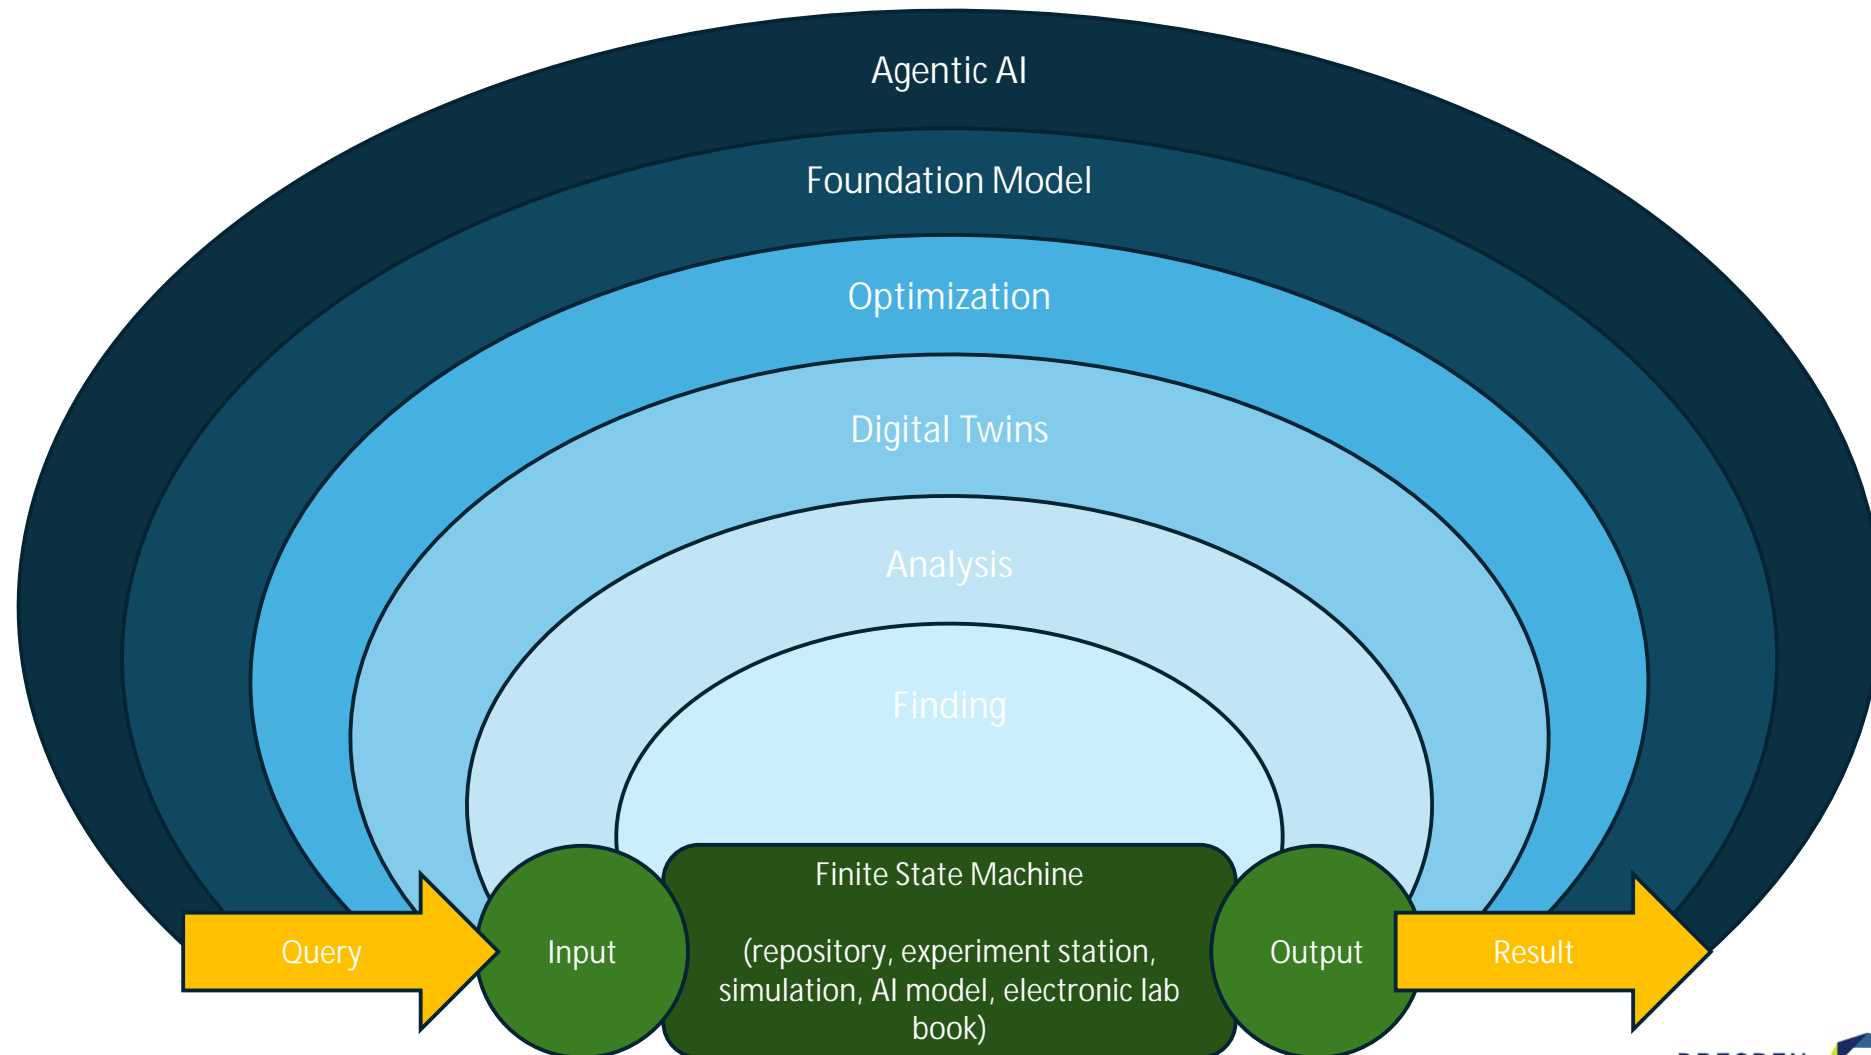 Agentic AI
Foundation Model
Optimization
Digital Twins
Analysis
Finding
Finite State Machine
Query
Input
(repository, experiment station,
simulation, AI model, electronic lab
book)
Output
Result